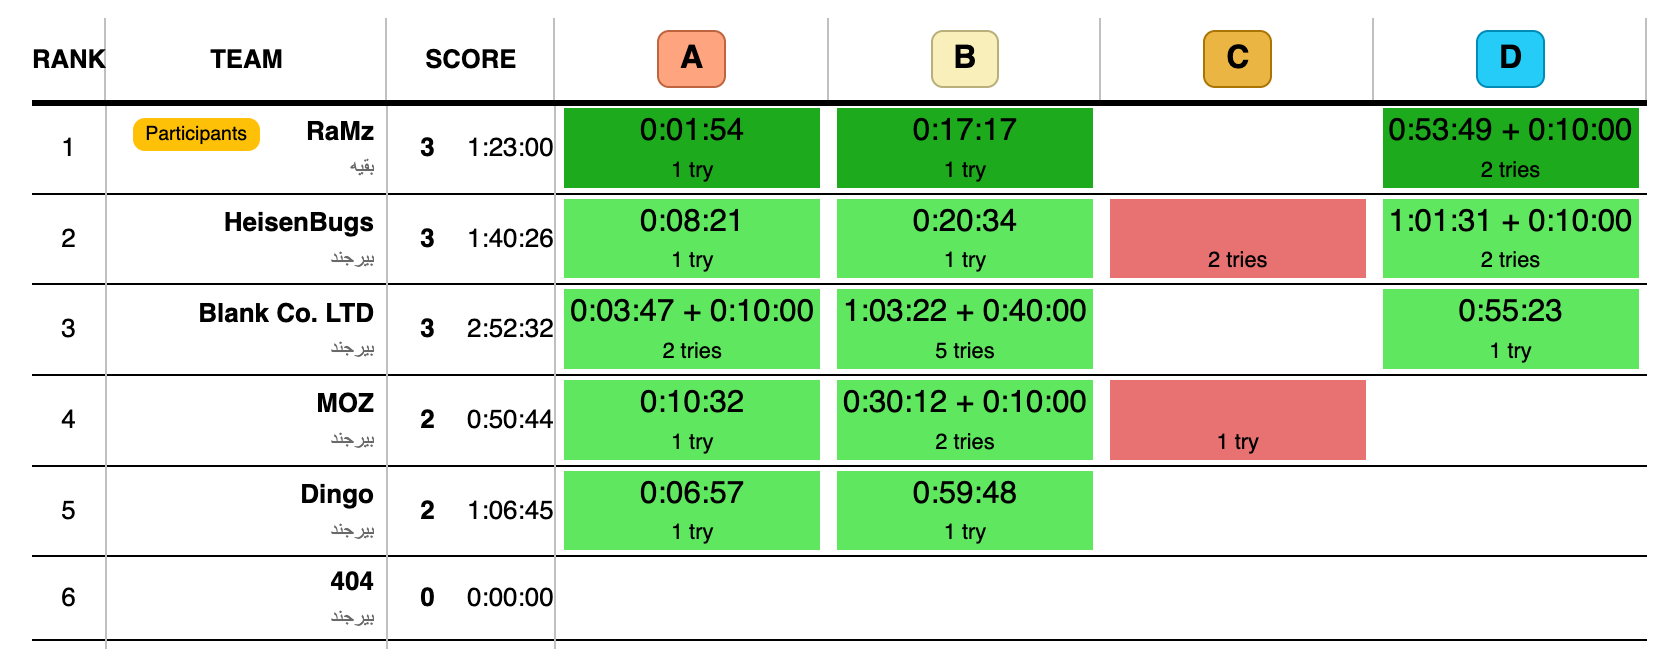 RANK TEAM SCORE A B C D
1 Participants RaMz 3 1:23:00 0:01:54 0:17:17 0:53:49 + 0:10:00
بقیه 1 try 1 try 2 tries
2 HeisenBugs 3 1:40:26 0:08:21 0:20:34 1:01:31 + 0:10:00
بیرجند 1 try 1 try 2 tries 2 tries
3 Blank Co. LTD 3 2:52:32 0:03:47 + 0:10:00 1:03:22 + 0:40:00 0:55:23
بیرجند 2 tries 5 tries 1 try
4 MOZ 2 0:50:44 0:10:32 0:30:12 + 0:10:00
بیرجند 1 try 2 tries 1 try
5 Dingo 2 1:06:45 0:06:57 0:59:48
بیرجند 1 try 1 try
6 404 0 0:00:00
بیرجند